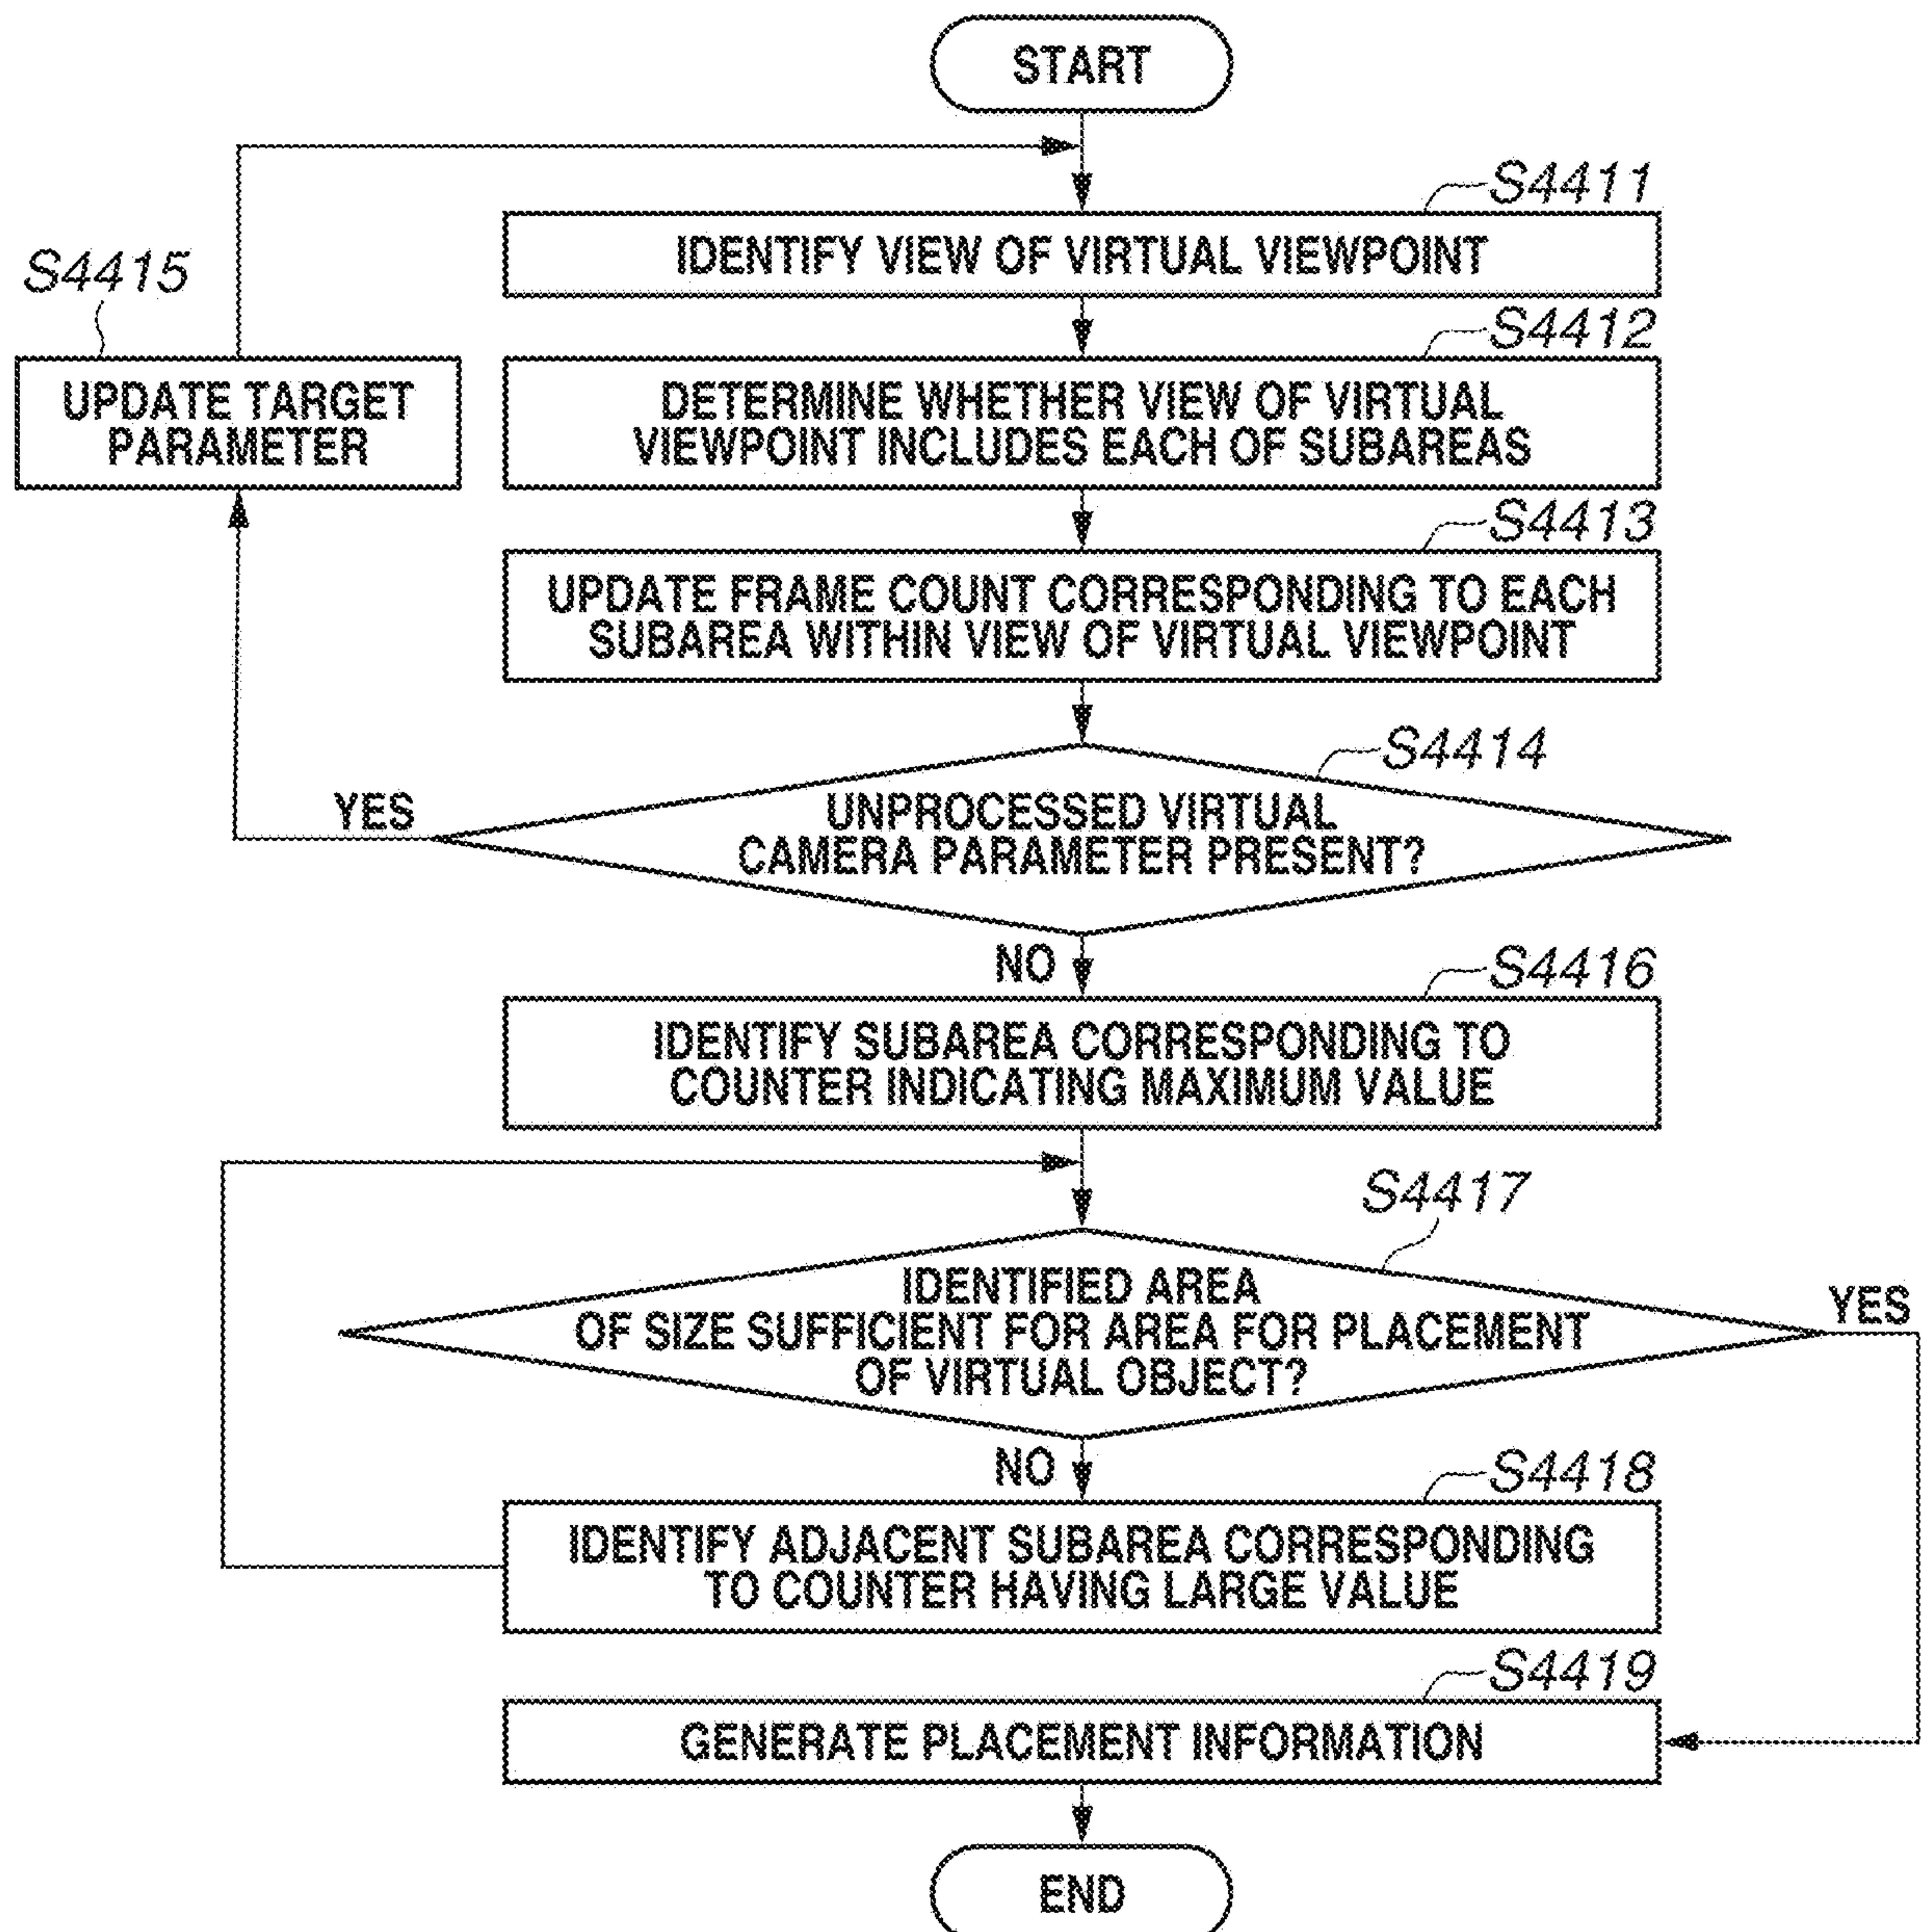 START
S4411
IDENTIFY VIEW OF VIRTUAL VIEWPOINT
S4415
UPDATE TARGET
PARAMETER
S4412
DETERMINE WHETHER VIEW OF VIRTUAL
VIEWPOINT INCLUDES EACH OF SUBAREAS
S4413
UPDATE FRAME COUNT CORRESPONDING TO EACH
SUBAREA WITHIN VIEW OF VIRTUAL VIEWPOINT
S4414
YES
UNPROCESSED VIRTUAL
CAMERA PARAMETER PRESENT?
NO
S4416
IDENTIFY SUBAREA CORRESPONDING TO
COUNTER INDICATING MAXIMUM VALUE
S4417
IDENTIFIED AREA
OF SIZE SUFFICIENT FOR AREA FOR PLACEMENT
OF VIRTUAL OBJECT?
YES
NO
S4418
IDENTIFY ADJACENT SUBAREA CORRESPONDING
TO COUNTER HAVING LARGE VALUE
S4419
GENERATE PLACEMENT INFORMATION
END